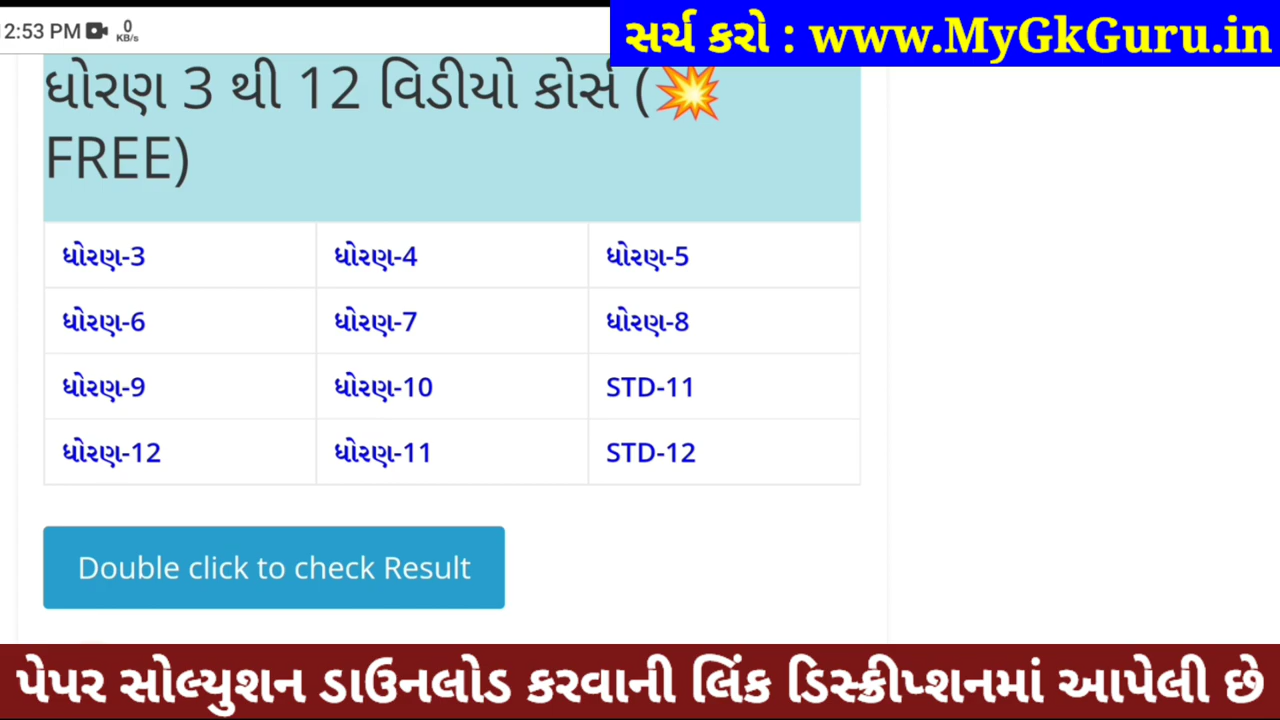 12:53 PM 0 KB/s
સર્ચ કરો : www.MyGkGuru.in
ધોરણ 3 થી 12 વિડીયો કોર્સ (💥
FREE)
ધોરણ-3 ધોરણ-4 ધોરણ-5
ધોરણ-6 ધોરણ-7 ધોરણ-8
ધોરણ-9 ધોરણ-10 STD-11
ધોરણ-12 ધોરણ-11 STD-12
Double click to check Result
પેપર સોલ્યુશન ડાઉનલોડ કરવાની લિંક ડિસ્ક્રીપ્શનમાં આપેલી છે